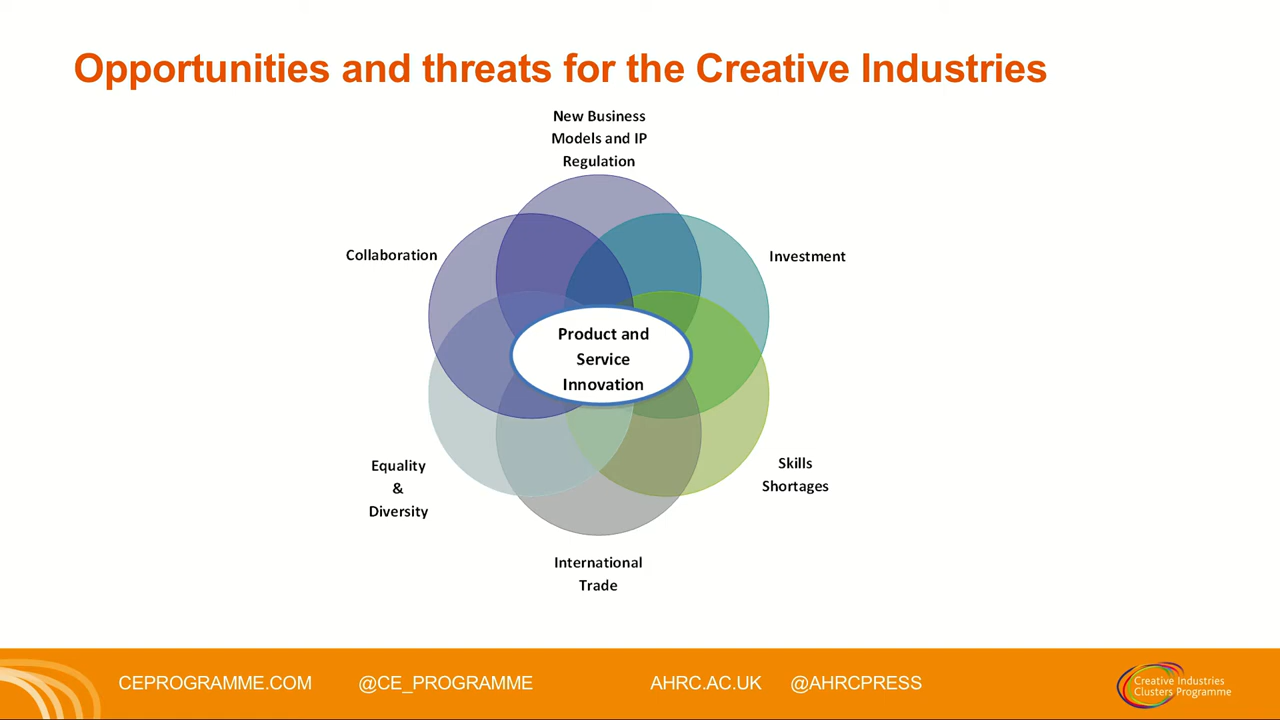 Opportunities and threats for the Creative Industries
New Business
Models and IP
Regulation
Collaboration
Investment
Product and
Service
Innovation
Equality
&
Diversity
Skills
Shortages
International
Trade
CEPROGRAMME.COM @CE_PROGRAMME AHRC.AC.UK @AHRCPRESS
Creative Industries
Clusters Programme